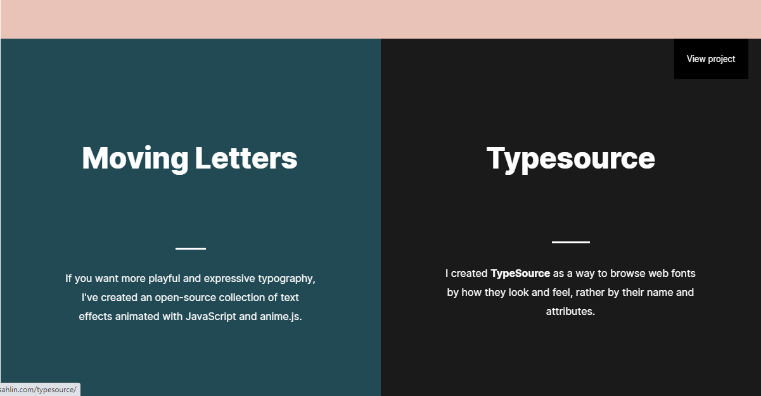 View project
Moving Letters
If you want more playful and expressive typography,
I've created an open-source collection of text
effects animated with JavaScript and anime.js.
Typesource
I created TypeSource as a way to browse web fonts
by how they look and feel, rather by their name and
attributes.
sahlin.com/typesource/